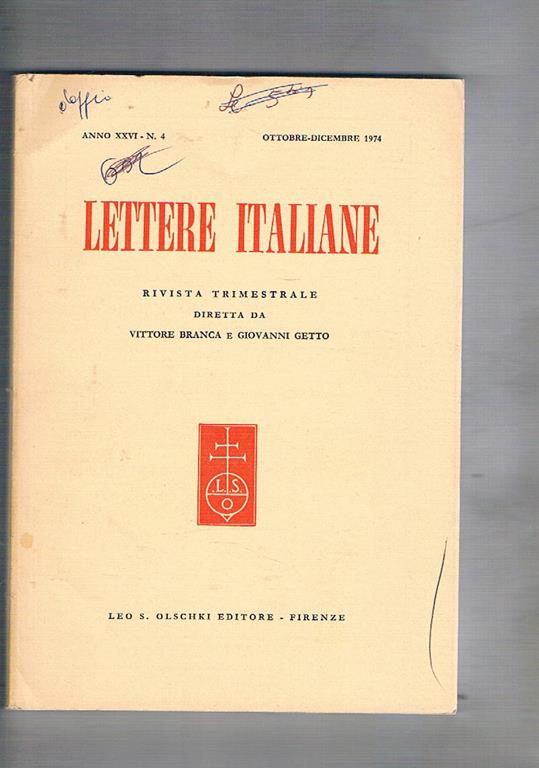 ANNO XXVI - N. 4
OTTOBRE-DICEMBRE 1974
LETTERE ITALIANE
RIVISTA TRIMESTRALE
DIRETTA DA
VITTORE BRANCA E GIOVANNI GETTO
.L.S.
O
LEO S. OLSCHKI EDITORE - FIRENZE